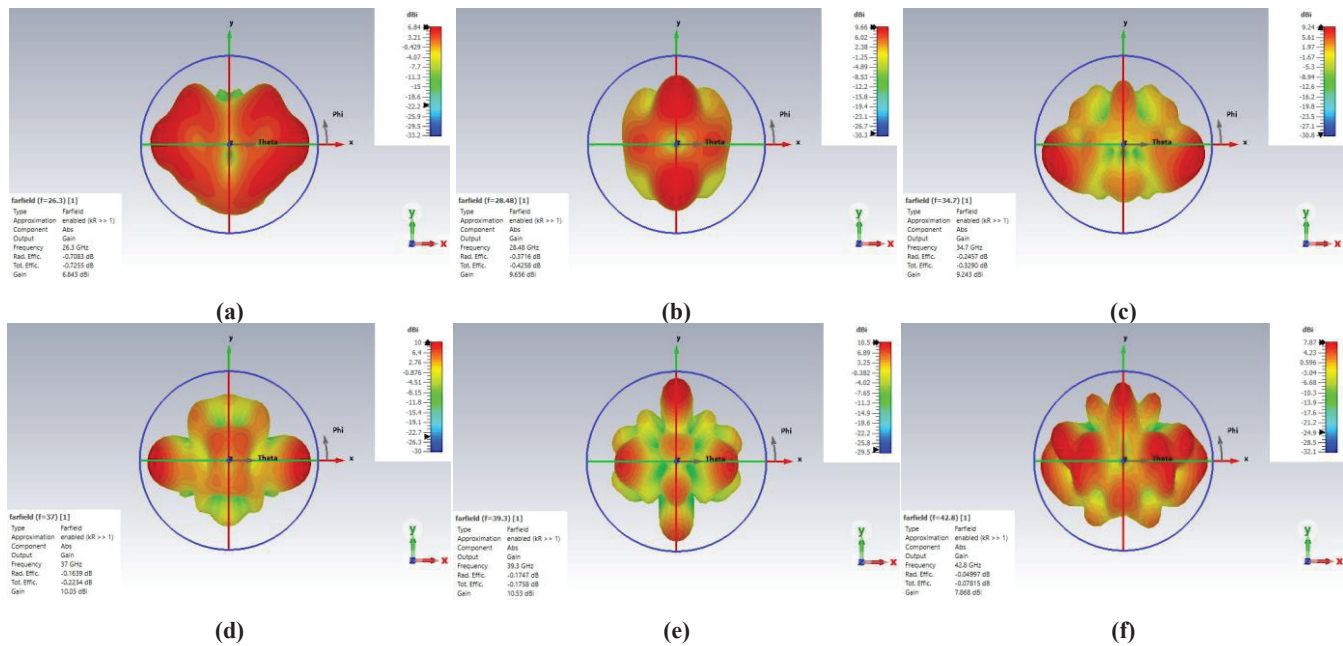 y
dBi
6.84
3.21
-0.429
-4.07
-7.7
-11.3
-15
-18.6
-22.2
-25.9
-29.5
-33.2
Phi
z
Theta
x
farfield (f=26.3) [1]
Type Farfield
Approximation enabled (kR >> 1)
Component Abs
Output Gain
Frequency 26.3 GHz
Rad. Effic. -0.7083 dB
Tot. Effic. -0.7255 dB
Gain 6.843 dBi
y
z x
(a)
y
dBi
9.66
6.02
2.38
-1.25
-4.89
-8.53
-12.2
-15.8
-19.4
-23.1
-26.7
-30.3
Phi
z
Theta
x
farfield (f=28.48) [1]
Type Farfield
Approximation enabled (kR >> 1)
Component Abs
Output Gain
Frequency 28.48 GHz
Rad. Effic. -0.3716 dB
Tot. Effic. -0.4258 dB
Gain 9.656 dBi
y
z x
(b)
y
dBi
9.24
5.61
1.97
-1.67
-5.3
-8.94
-12.6
-16.2
-19.8
-23.5
-27.1
-30.8
Phi
z
Theta
x
farfield (f=34.7) [1]
Type Farfield
Approximation enabled (kR >> 1)
Component Abs
Output Gain
Frequency 34.7 GHz
Rad. Effic. -0.2457 dB
Tot. Effic. -0.3290 dB
Gain 9.243 dBi
y
z x
(c)
y
dBi
10
6.4
2.76
-0.876
-4.51
-8.15
-11.8
-15.4
-19.1
-22.7
-26.3
-30
Phi
z
Theta
x
farfield (f=37) [1]
Type Farfield
Approximation enabled (kR >> 1)
Component Abs
Output Gain
Frequency 37 GHz
Rad. Effic. -0.1639 dB
Tot. Effic. -0.2234 dB
Gain 10.03 dBi
y
z x
(d)
y
dBi
10.5
6.89
3.25
-0.382
-4.02
-7.65
-11.3
-14.9
-18.6
-22.2
-25.8
-29.5
Phi
z
Theta
x
farfield (f=39.3) [1]
Type Farfield
Approximation enabled (kR >> 1)
Component Abs
Output Gain
Frequency 39.3 GHz
Rad. Effic. -0.1747 dB
Tot. Effic. -0.1758 dB
Gain 10.53 dBi
y
z x
(e)
y
dBi
7.87
4.23
0.596
-3.04
-6.68
-10.3
-14
-17.6
-21.2
-24.9
-28.5
-32.1
Phi
z
Theta
x
farfield (f=42.8) [1]
Type Farfield
Approximation enabled (kR >> 1)
Component Abs
Output Gain
Frequency 42.8 GHz
Rad. Effic. -0.04997 dB
Tot. Effic. -0.07815 dB
Gain 7.868 dBi
y
z x
(f)